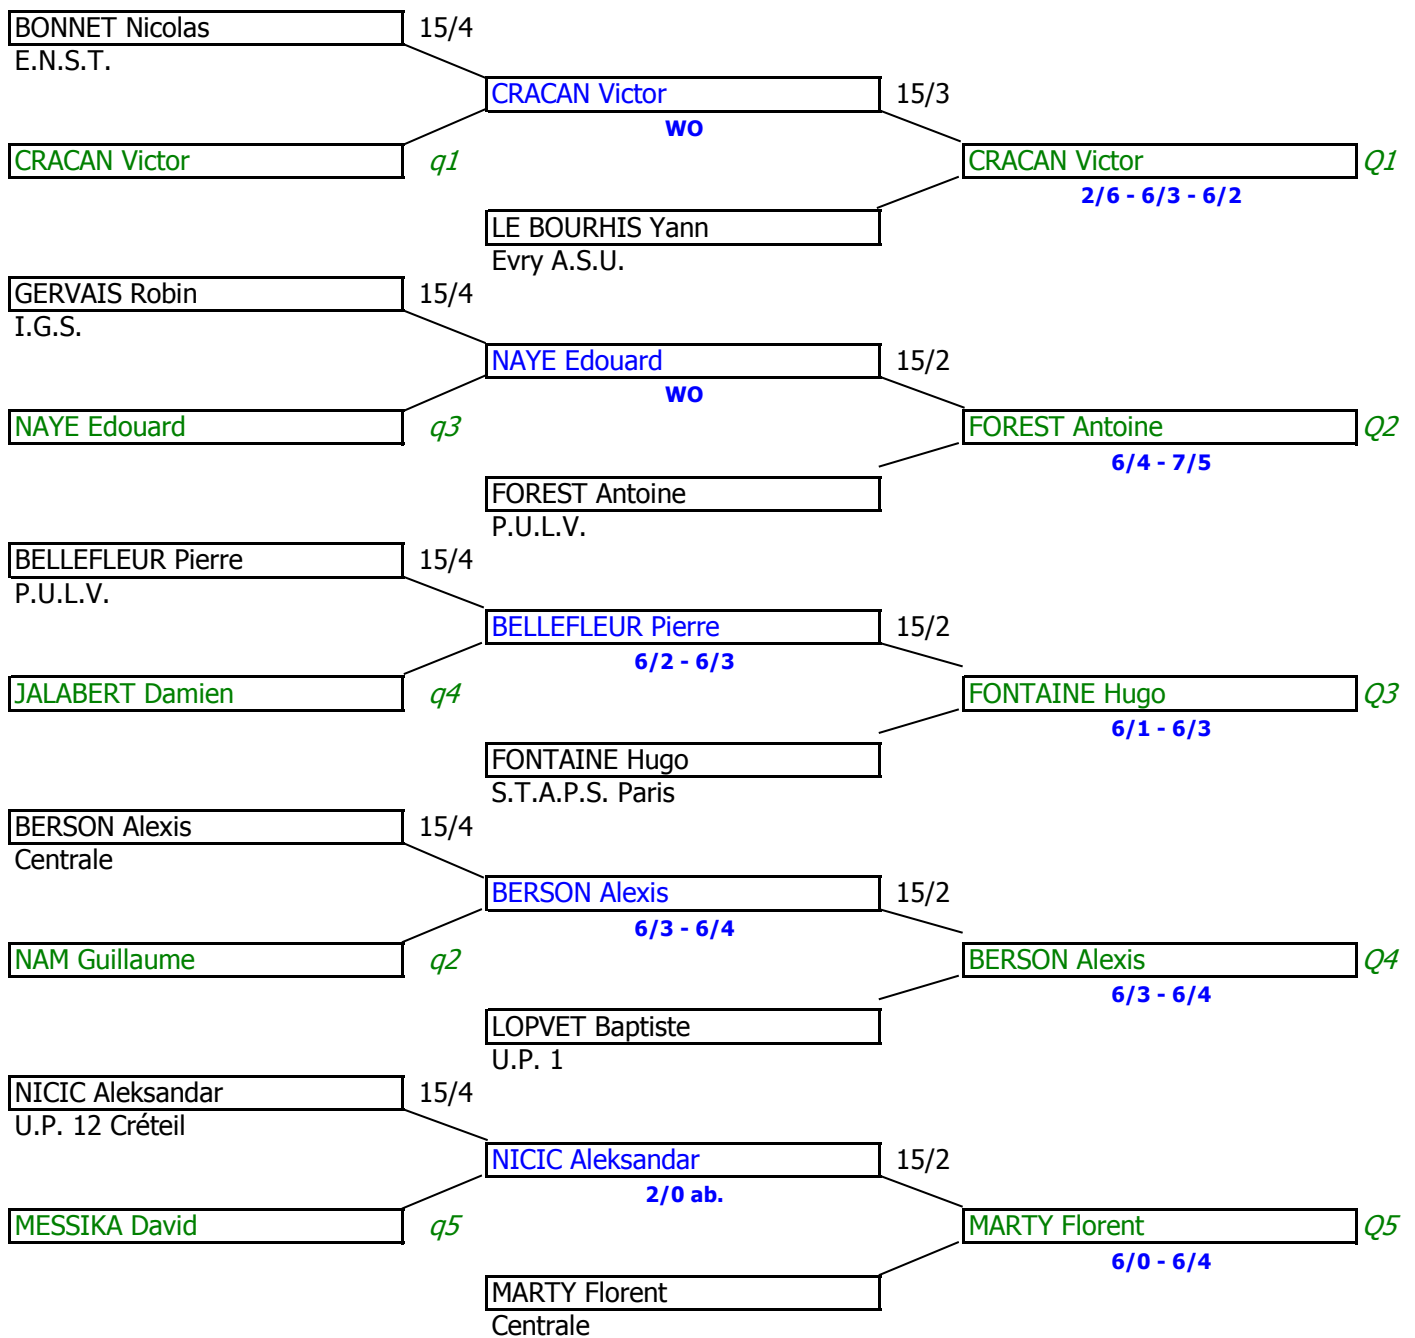 BONNET Nicolas 15/4
E.N.S.T.
CRACAN Victor 15/3
WO
CRACAN Victor q1 CRACAN Victor Q1
2/6 - 6/3 - 6/2
LE BOURHIS Yann
Evry A.S.U.
GERVAIS Robin 15/4
I.G.S.
NAYE Edouard 15/2
WO
NAYE Edouard q3 FOREST Antoine Q2
6/4 - 7/5
FOREST Antoine
P.U.L.V.
BELLEFLEUR Pierre 15/4
P.U.L.V.
BELLEFLEUR Pierre 15/2
6/2 - 6/3
JALABERT Damien q4 FONTAINE Hugo Q3
6/1 - 6/3
FONTAINE Hugo
S.T.A.P.S. Paris
BERSON Alexis 15/4
Centrale
BERSON Alexis 15/2
6/3 - 6/4
NAM Guillaume q2 BERSON Alexis Q4
6/3 - 6/4
LOPVET Baptiste
U.P. 1
NICIC Aleksandar 15/4
U.P. 12 Créteil
NICIC Aleksandar 15/2
2/0 ab.
MESSIKA David q5 MARTY Florent Q5
6/0 - 6/4
MARTY Florent
Centrale